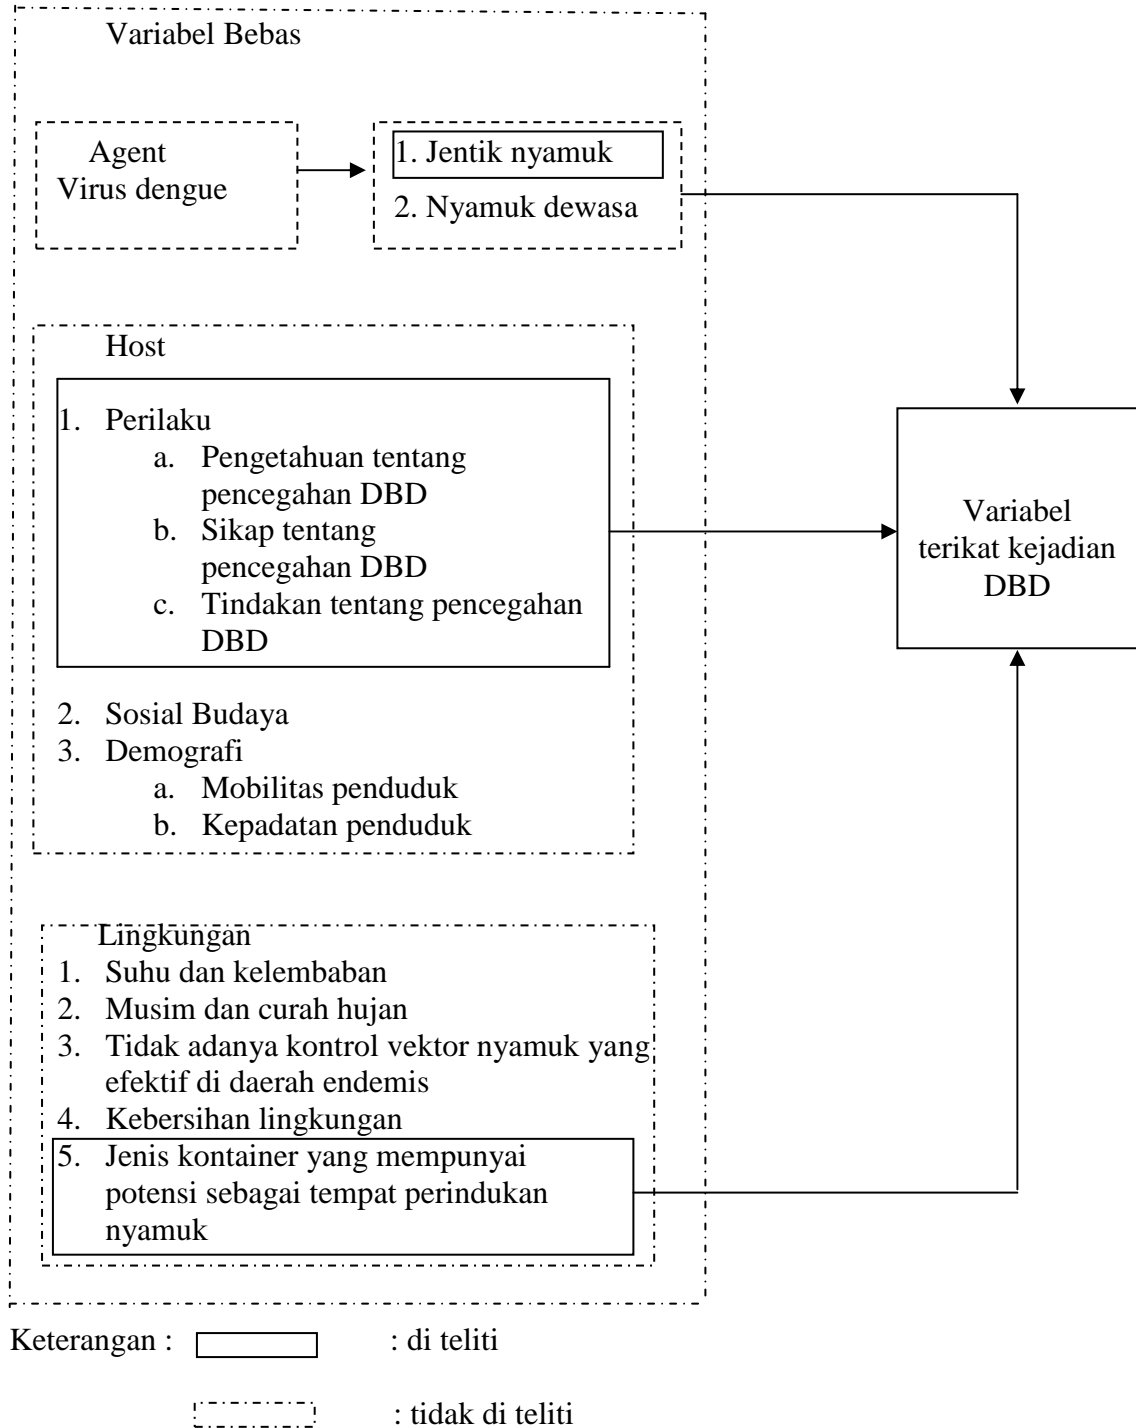 Variabel Bebas
Agent
Virus dengue
1. Jentik nyamuk
2. Nyamuk dewasa
Host
1. Perilaku
a. Pengetahuan tentang
pencegahan DBD
b. Sikap tentang
pencegahan DBD
c. Tindakan tentang pencegahan
DBD
2. Sosial Budaya
3. Demografi
a. Mobilitas penduduk
b. Kepadatan penduduk
Variabel
terikat kejadian
DBD
Lingkungan
1. Suhu dan kelembaban
2. Musim dan curah hujan
3. Tidak adanya kontrol vektor nyamuk yang
efektif di daerah endemis
4. Kebersihan lingkungan
5. Jenis kontainer yang mempunyai
potensi sebagai tempat perindukan
nyamuk
Keterangan : : di teliti
: tidak di teliti